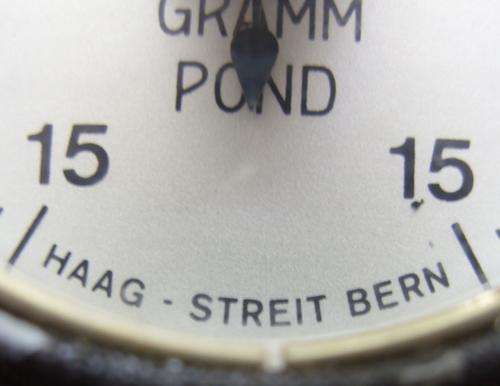 GRAMM
POND
15 15
HAAG - STREIT BERN